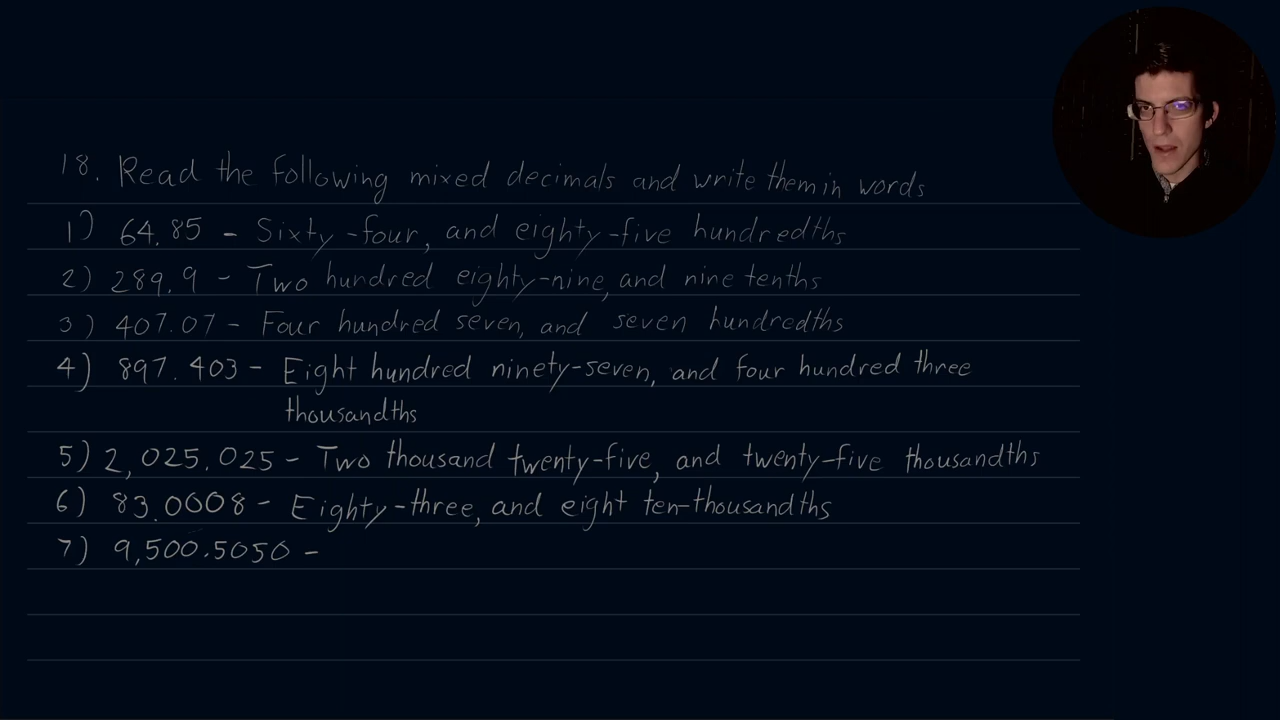 18. Read the following mixed decimals and write them in words
1) 64.85 - Sixty-four, and eighty-five hundredths
2) 289.9 - Two hundred eighty-nine, and nine tenths
3) 407.07 - Four hundred seven, and seven hundredths
4) 897.403 - Eight hundred ninety-seven, and four hundred three
thousandths
5) 2,025.025 - Two thousand twenty-five, and twenty-five thousandths
6) 83.0008 - Eighty-three, and eight ten-thousandths
7) 9,500.5050 -